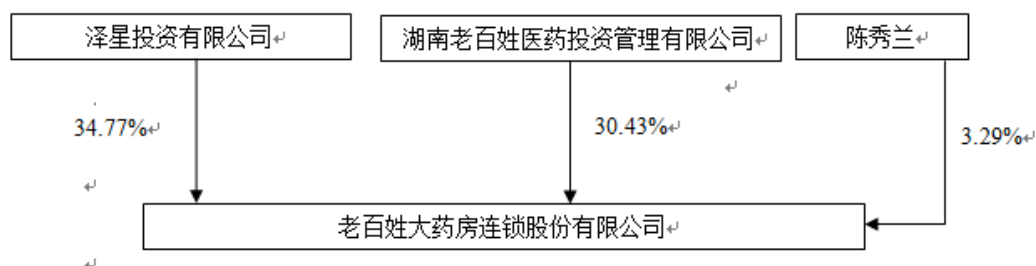 泽星投资有限公司
湖南老百姓医药投资管理有限公司
陈秀兰
34.77%
30.43%
3.29%
老百姓大药房连锁股份有限公司